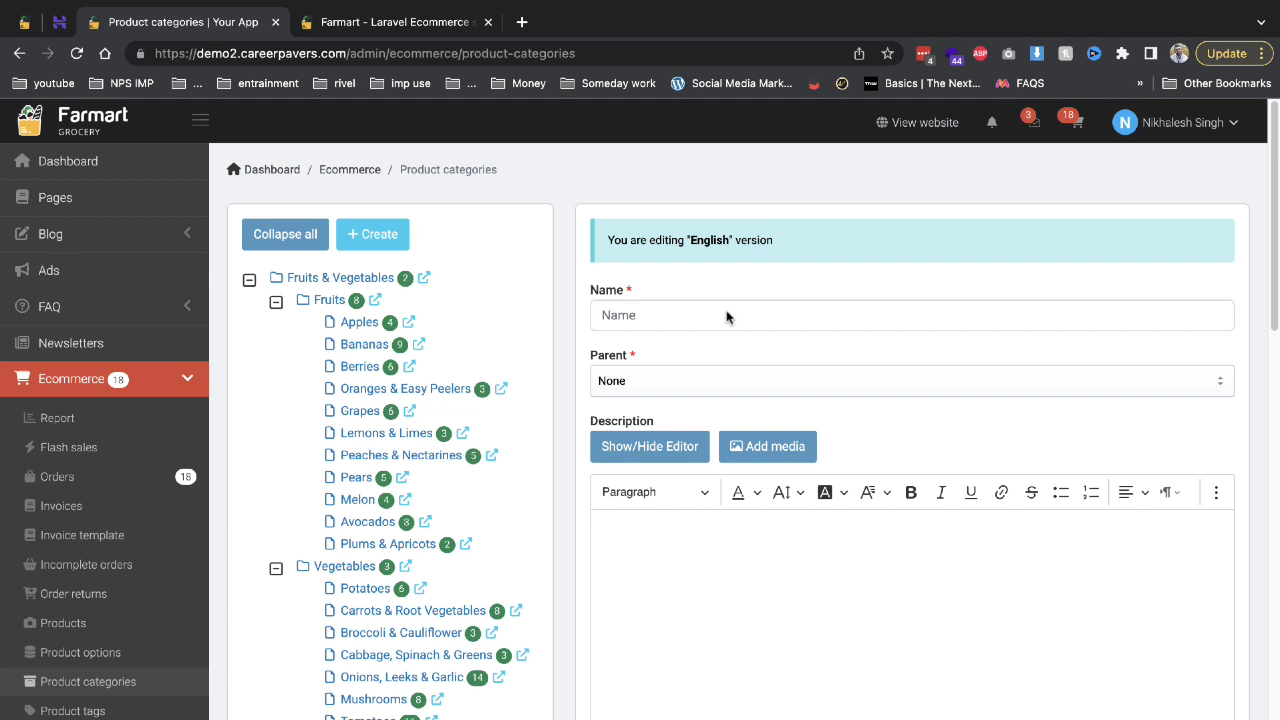 Product categories | Your App
Farmart - Laravel Ecommerce s
https://demo2.careerpavers.com/admin/ecommerce/product-categories
4
44
ABP
Update
youtube
NPS IMP
...
entrainment
rivel
imp use
...
Money
Someday work
Social Media Mark...
Basics | The Next...
FAQS
»
Other Bookmarks
Farmart
GROCERY
View website
3
18
N
Nikhalesh Singh
Dashboard
Pages
Blog
Ads
FAQ
Newsletters
Ecommerce 18
Report
Flash sales
Orders 18
Invoices
Invoice template
Incomplete orders
Order returns
Products
Product options
Product categories
Product tags
Dashboard / Ecommerce / Product categories
Collapse all
+ Create
Fruits & Vegetables 2
Fruits 8
Apples 4
Bananas 9
Berries 6
Oranges & Easy Peelers 3
Grapes 6
Lemons & Limes 3
Peaches & Nectarines 5
Pears 5
Melon 4
Avocados 3
Plums & Apricots 2
Vegetables 3
Potatoes 6
Carrots & Root Vegetables 8
Broccoli & Cauliflower 3
Cabbage, Spinach & Greens 3
Onions, Leeks & Garlic 14
Mushrooms 8
You are editing "English" version
Name *
Name
Parent *
None
Description
Show/Hide Editor
Add media
Paragraph